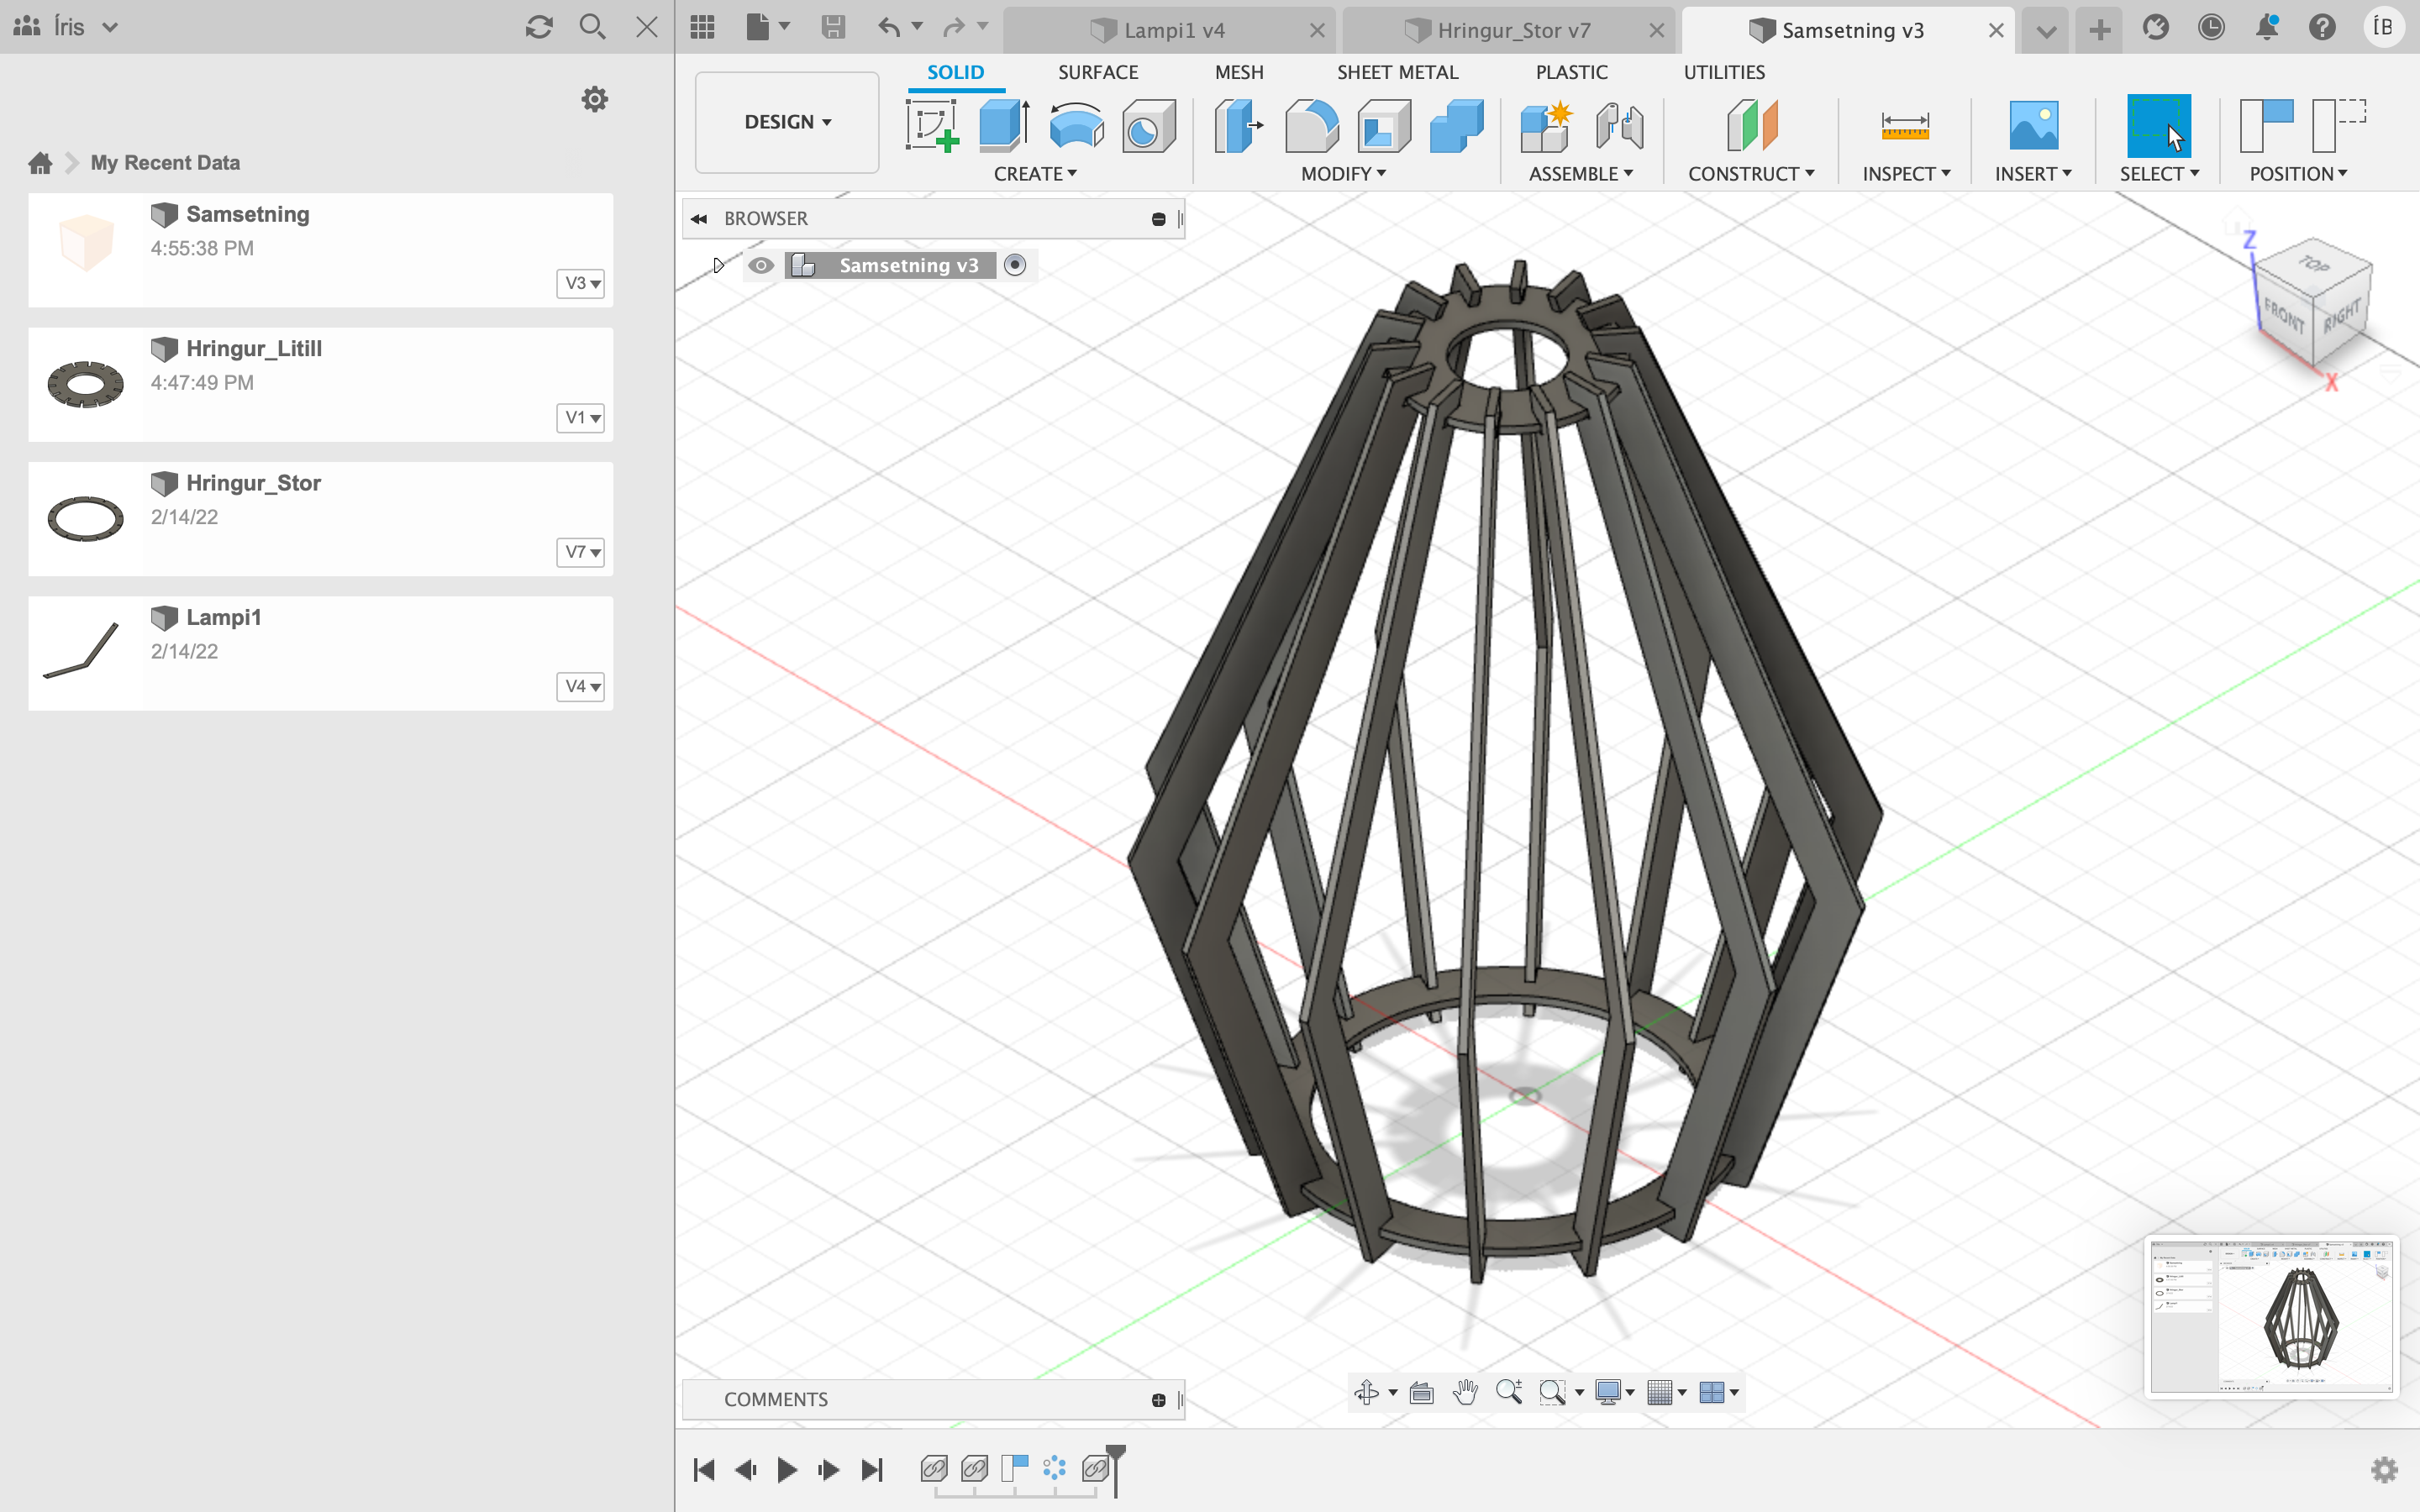 Íris
Lampi1 v4
Hringur_Stor v7
Samsetning v3
ÍB
DESIGN
SOLID
SURFACE
MESH
SHEET METAL
PLASTIC
UTILITIES
CREATE
MODIFY
ASSEMBLE
CONSTRUCT
INSPECT
INSERT
SELECT
POSITION
My Recent Data
Samsetning
4:55:38 PM
V3
Hringur_Litill
4:47:49 PM
V1
Hringur_Stor
2/14/22
V7
Lampi1
2/14/22
V4
BROWSER
Samsetning v3
Z
TOP
FRONT
RIGHT
X
COMMENTS